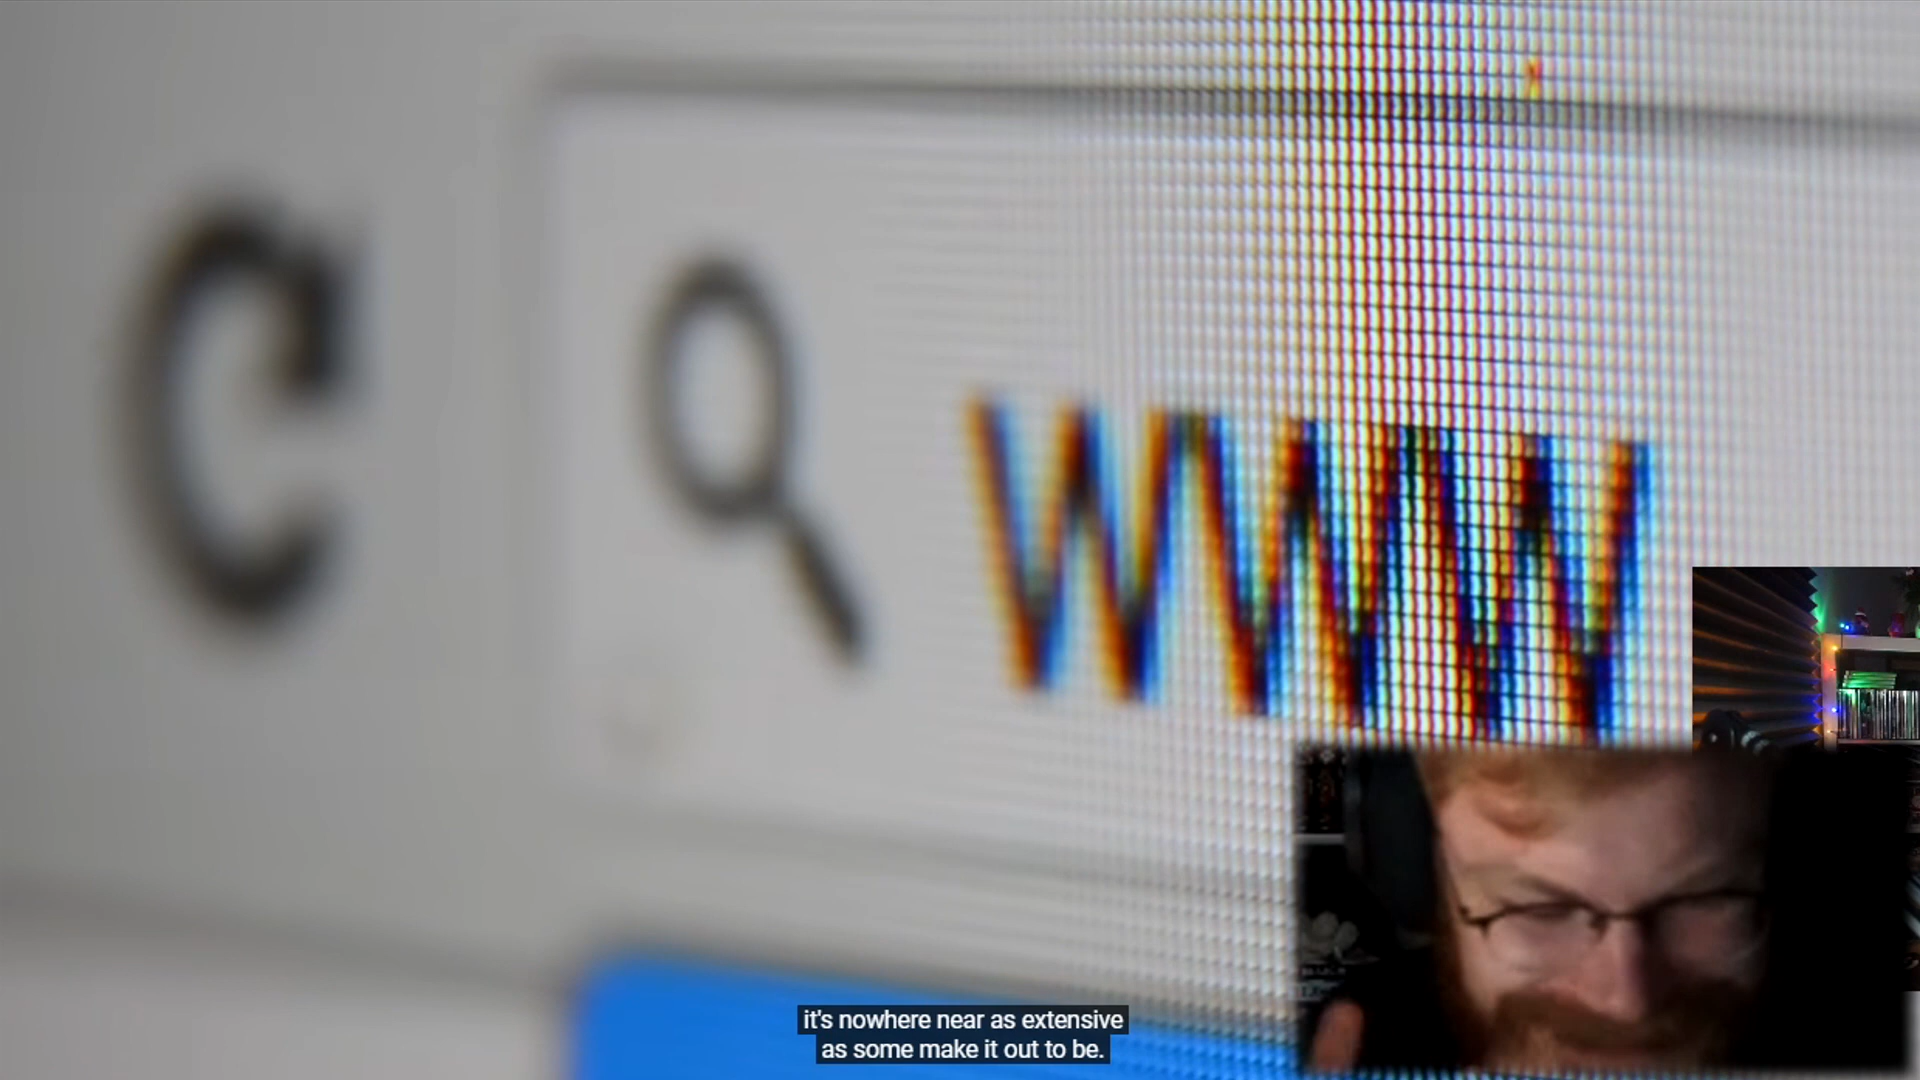 www
it's nowhere near as extensive
as some make it out to be.